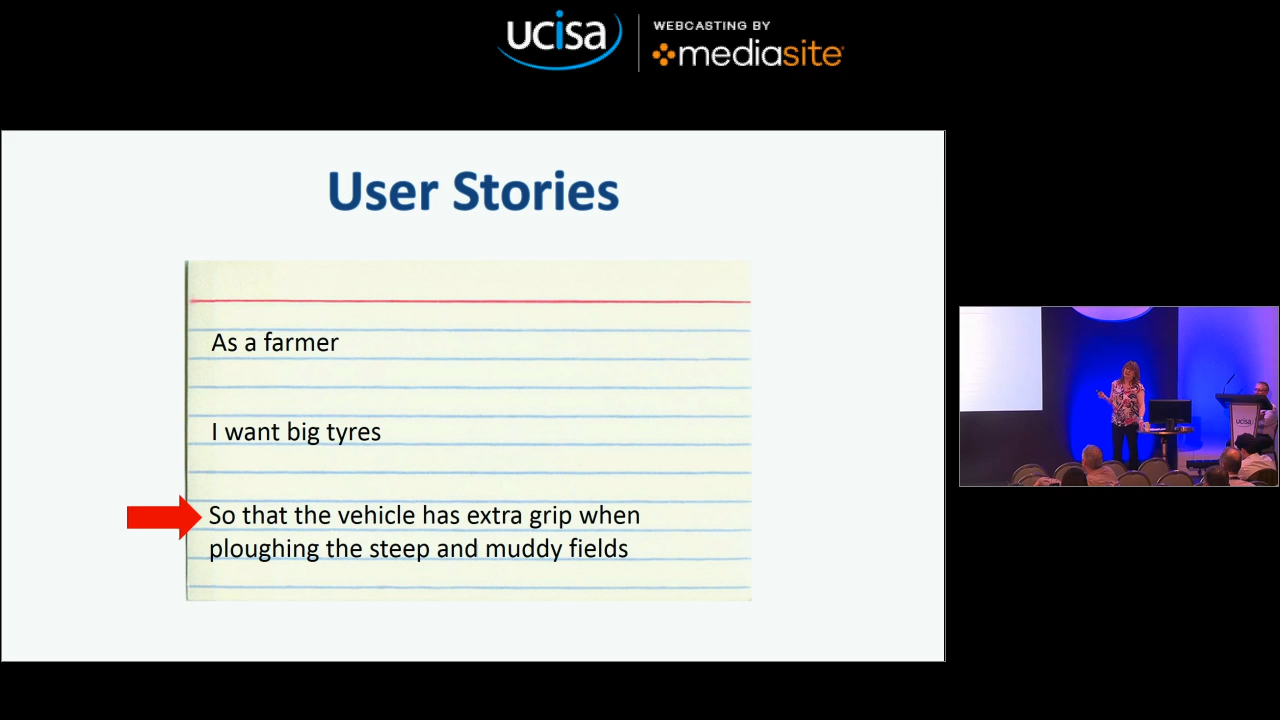 ucisa
WEBCASTING BY
mediasite
User Stories
As a farmer
I want big tyres
So that the vehicle has extra grip when
ploughing the steep and muddy fields
ucisa